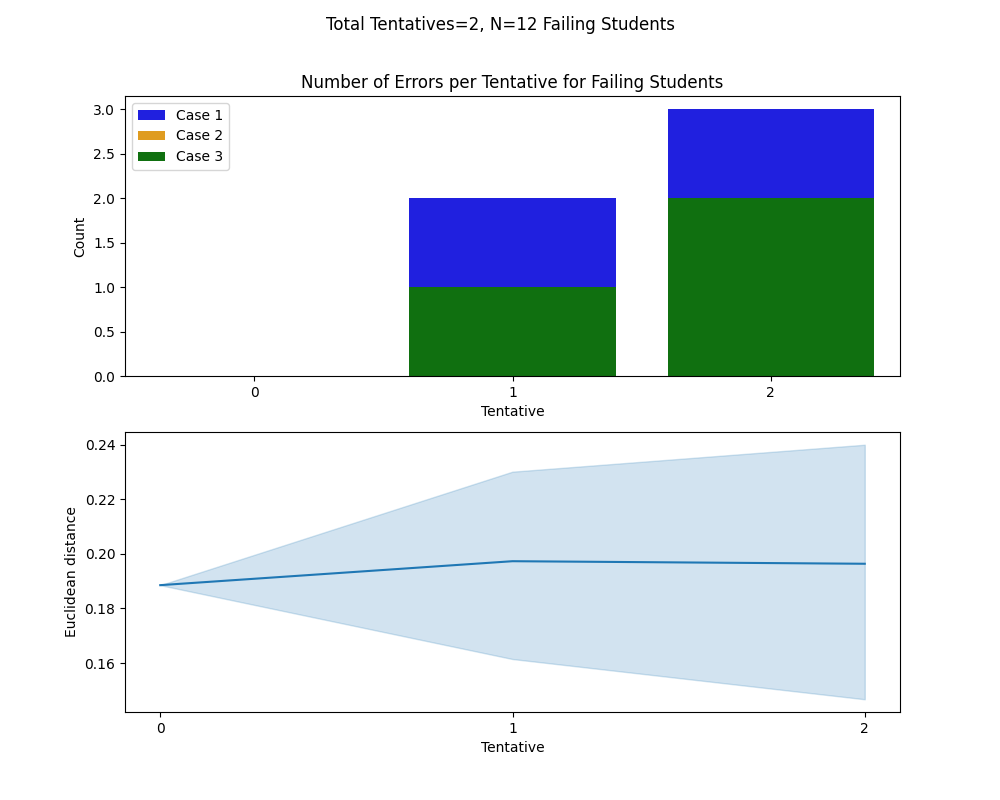 Total Tentatives=2, N=12 Failing Students
Number of Errors per Tentative for Failing Students
3.0
2.5
2.0
1.5
1.0
0.5
0.0
Count
Case 1
Case 2
Case 3
0 1 2
Tentative
0.24
0.22
0.20
0.18
0.16
Euclidean distance
0 1 2
Tentative